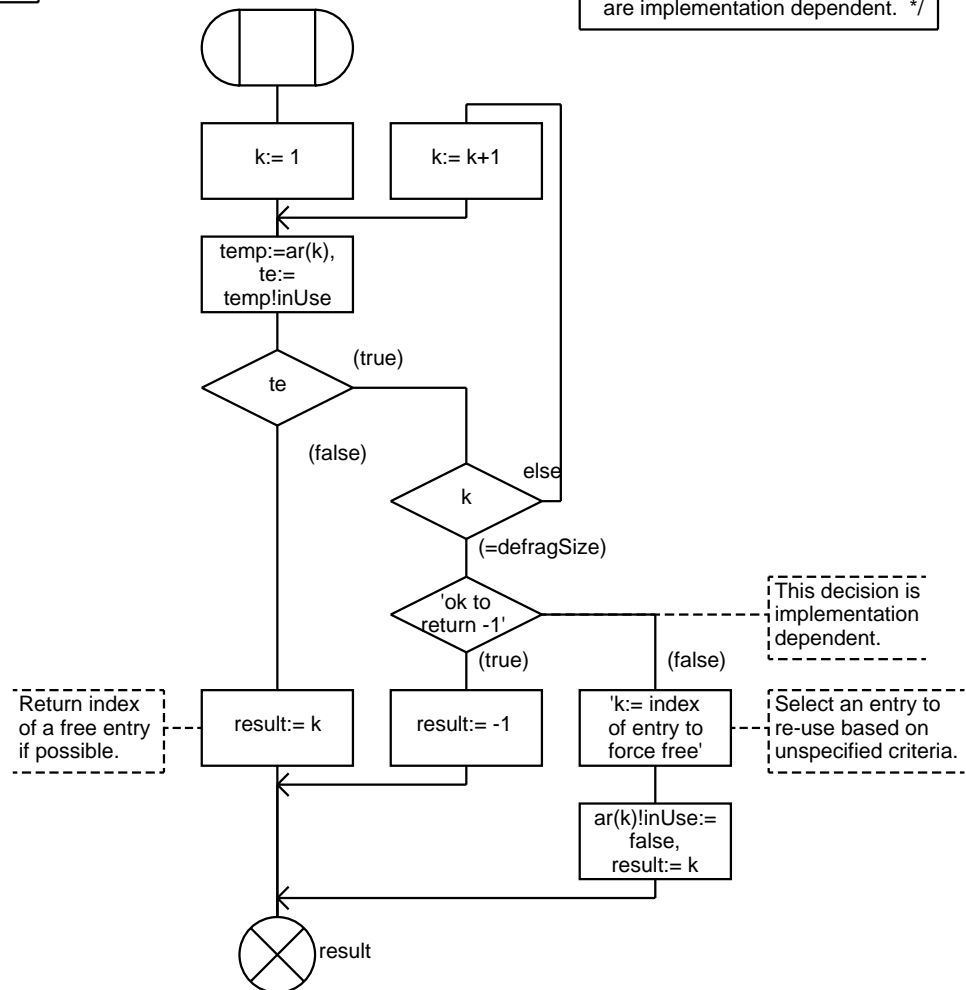 are implementation dependent. */
k:= 1
k:= k+1
temp:=ar(k),
te:=
temp!inUse
te
(true)
(false)
else
k
(=defragSize)
'ok to
return -1'
This decision is
implementation
dependent.
(true)
(false)
Return index
of a free entry
if possible.
result:= k
result:= -1
'k:= index
of entry to
force free'
Select an entry to
re-use based on
unspecified criteria.
ar(k)!inUse:=
false,
result:= k
result